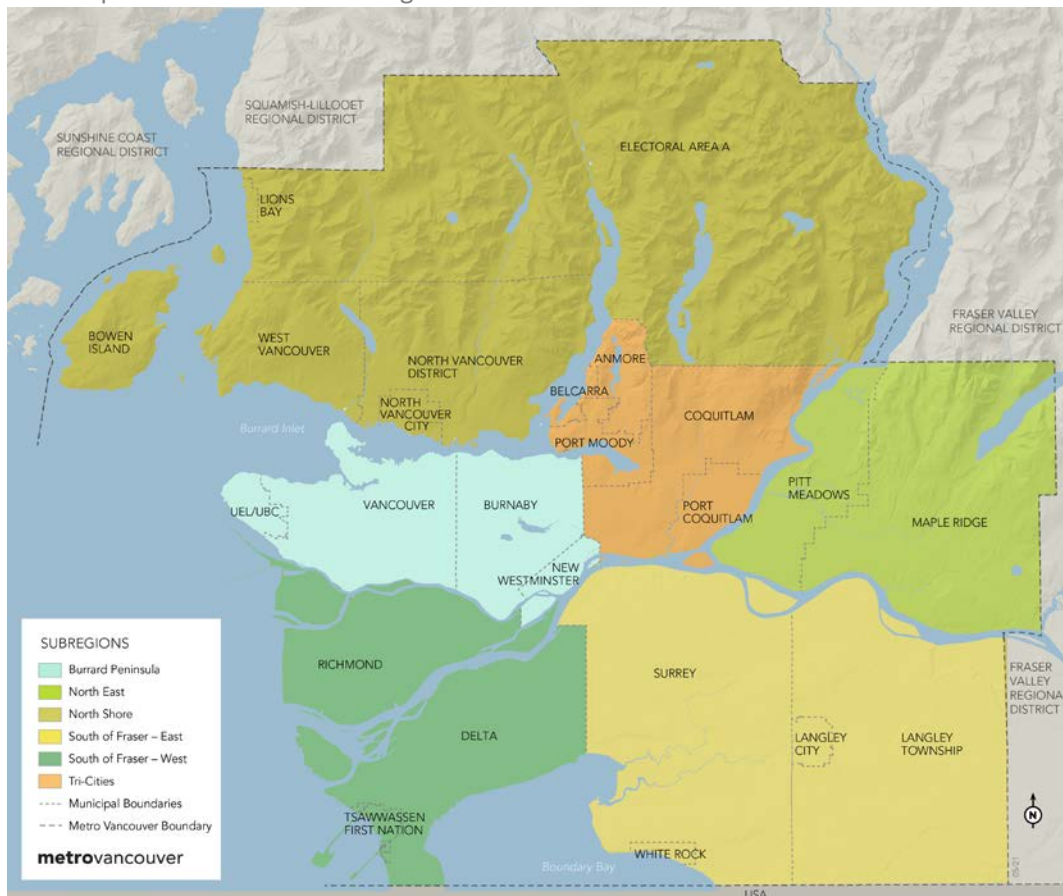 SQUAMISH-LILLOOET
REGIONAL DISTRICT
SUNSHINE COAST
REGIONAL DISTRICT
ELECTORAL AREA A
LIONS
BAY
FRASER VALLEY
REGIONAL DISTRICT
BOWEN
ISLAND
WEST
VANCOUVER
NORTH VANCOUVER
DISTRICT
ANMORE
BELCARRA
NORTH
VANCOUVER
CITY
COQUITLAM
Burrard Inlet
PORT MOODY
PITT
MEADOWS
UEL/UBC
VANCOUVER
BURNABY
PORT
COQUITLAM
MAPLE RIDGE
NEW
WESTMINSTER
SUBREGIONS
Burrard Peninsula
North East
North Shore
South of Fraser – East
South of Fraser – West
Tri-Cities
Municipal Boundaries
Metro Vancouver Boundary
metrovancouver
RICHMOND
SURREY
FRASER
VALLEY
REGIONAL
DISTRICT
DELTA
LANGLEY
CITY
LANGLEY
TOWNSHIP
TSAWWASSEN
FIRST NATION
N
WHITE ROCK
Boundary Bay
05/21
USA